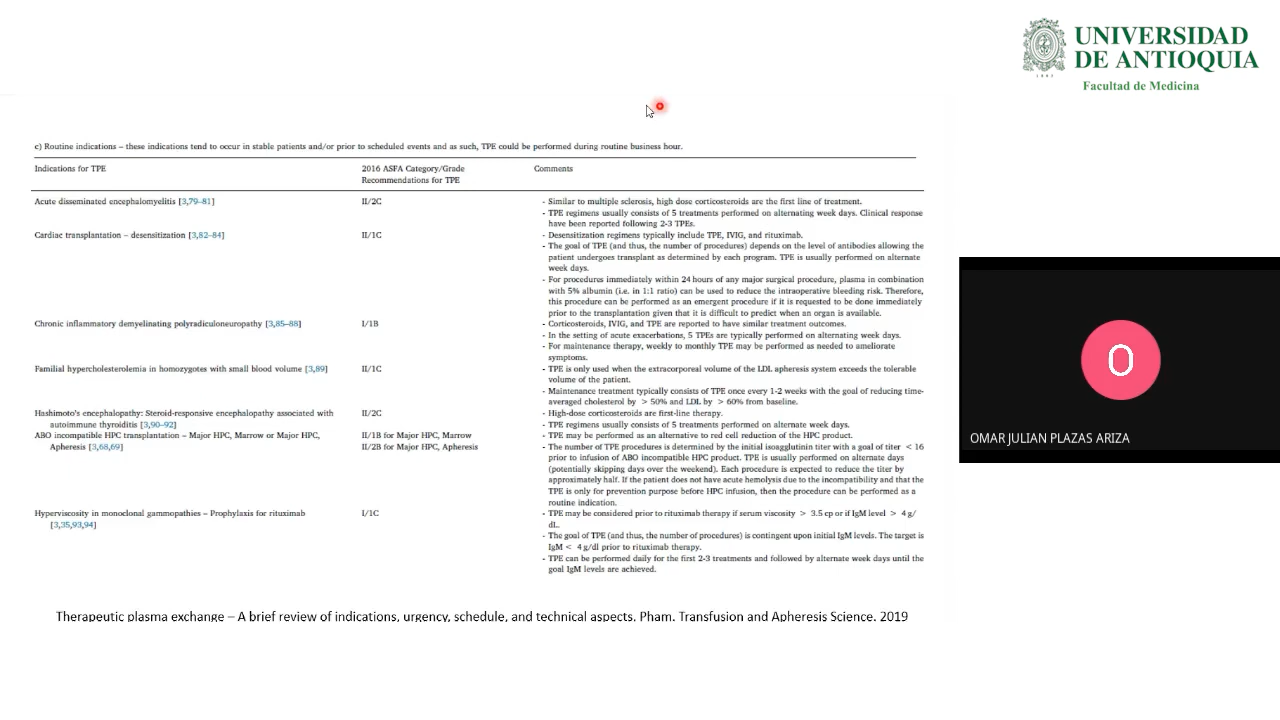 UNIVERSIDAD
DE ANTIOQUIA
Facultad de Medicina
c) Routine indications – these indications tend to occur in stable patients and/or prior to scheduled events and as such, TPE could be performed during routine business hour.
Indications for TPE
2016 ASFA Category/Grade
Recommendations for TPE
Comments
Acute disseminated encephalomyelitis [3,79–81]
II/2C
- Similar to multiple sclerosis, high dose corticosteroids are the first line of treatment.
- TPE regimens usually consists of 5 treatments performed on alternating week days. Clinical response
have been reported following 2-3 TPEs.
Cardiac transplantation – desensitization [3,82–84]
II/1C
- Desensitization regimens typically include TPE, IVIG, and rituximab.
- The goal of TPE (and thus, the number of procedures) depends on the level of antibodies allowing the
patient undergoes transplant as determined by each program. TPE is usually performed on alternate
week days.
- For procedures immediately within 24 hours of any major surgical procedure, plasma in combination
with 5% albumin (i.e. in 1:1 ratio) can be used to reduce the intraoperative bleeding risk. Therefore,
this procedure can be performed as an emergent procedure if it is requested to be done immediately
prior to the transplantation given that it is difficult to predict when an organ is available.
Chronic inflammatory demyelinating polyradiculoneuropathy [3,85–88]
I/1B
- Corticosteroids, IVIG, and TPE are reported to have similar treatment outcomes.
- In the setting of acute exacerbations, 5 TPEs are typically performed on alternating week days.
- For maintenance therapy, weekly to monthly TPE may be performed as needed to ameliorate
symptoms.
Familial hypercholesterolemia in homozygotes with small blood volume [3,89]
II/1C
- TPE is only used when the extracorporeal volume of the LDL apheresis system exceeds the tolerable
volume of the patient.
- Maintenance treatment typically consists of TPE once every 1-2 weeks with the goal of reducing time-
averaged cholesterol by > 50% and LDL by > 60% from baseline.
Hashimoto's encephalopathy: Steroid-responsive encephalopathy associated with
autoimmune thyroiditis [3,90–92]
II/2C
- High-dose corticosteroids are first-line therapy.
- TPE regimens usually consists of 5 treatments performed on alternate week days.
ABO incompatible HPC transplantation – Major HPC, Marrow or Major HPC,
Apheresis [3,68,69]
II/1B for Major HPC, Marrow
II/2B for Major HPC, Apheresis
- TPE may be performed as an alternative to red cell reduction of the HPC product.
- The number of TPE procedures is determined by the initial isoagglutinin titer with a goal of titer < 16
prior to infusion of ABO incompatible HPC product. TPE is usually performed on alternate days
(potentially skipping days over the weekend). Each procedure is expected to reduce the titer by
approximately half. If the patient does not have acute hemolysis due to the incompatibility and that the
TPE is only for prevention purpose before HPC infusion, then the procedure can be performed as a
routine indication.
Hyperviscosity in monoclonal gammopathies – Prophylaxis for rituximab
[3,35,93,94]
I/1C
- TPE may be considered prior to rituximab therapy if serum viscosity > 3.5 cp or if IgM level > 4 g/
dL.
- The goal of TPE (and thus, the number of procedures) is contingent upon initial IgM levels. The target is
IgM < 4 g/dl prior to rituximab therapy.
- TPE can be performed daily for the first 2-3 treatments and followed by alternate week days until the
goal IgM levels are achieved.
Therapeutic plasma exchange – A brief review of indications, urgency, schedule, and technical aspects. Pham. Transfusion and Apheresis Science. 2019
O
OMAR JULIAN PLAZAS ARIZA